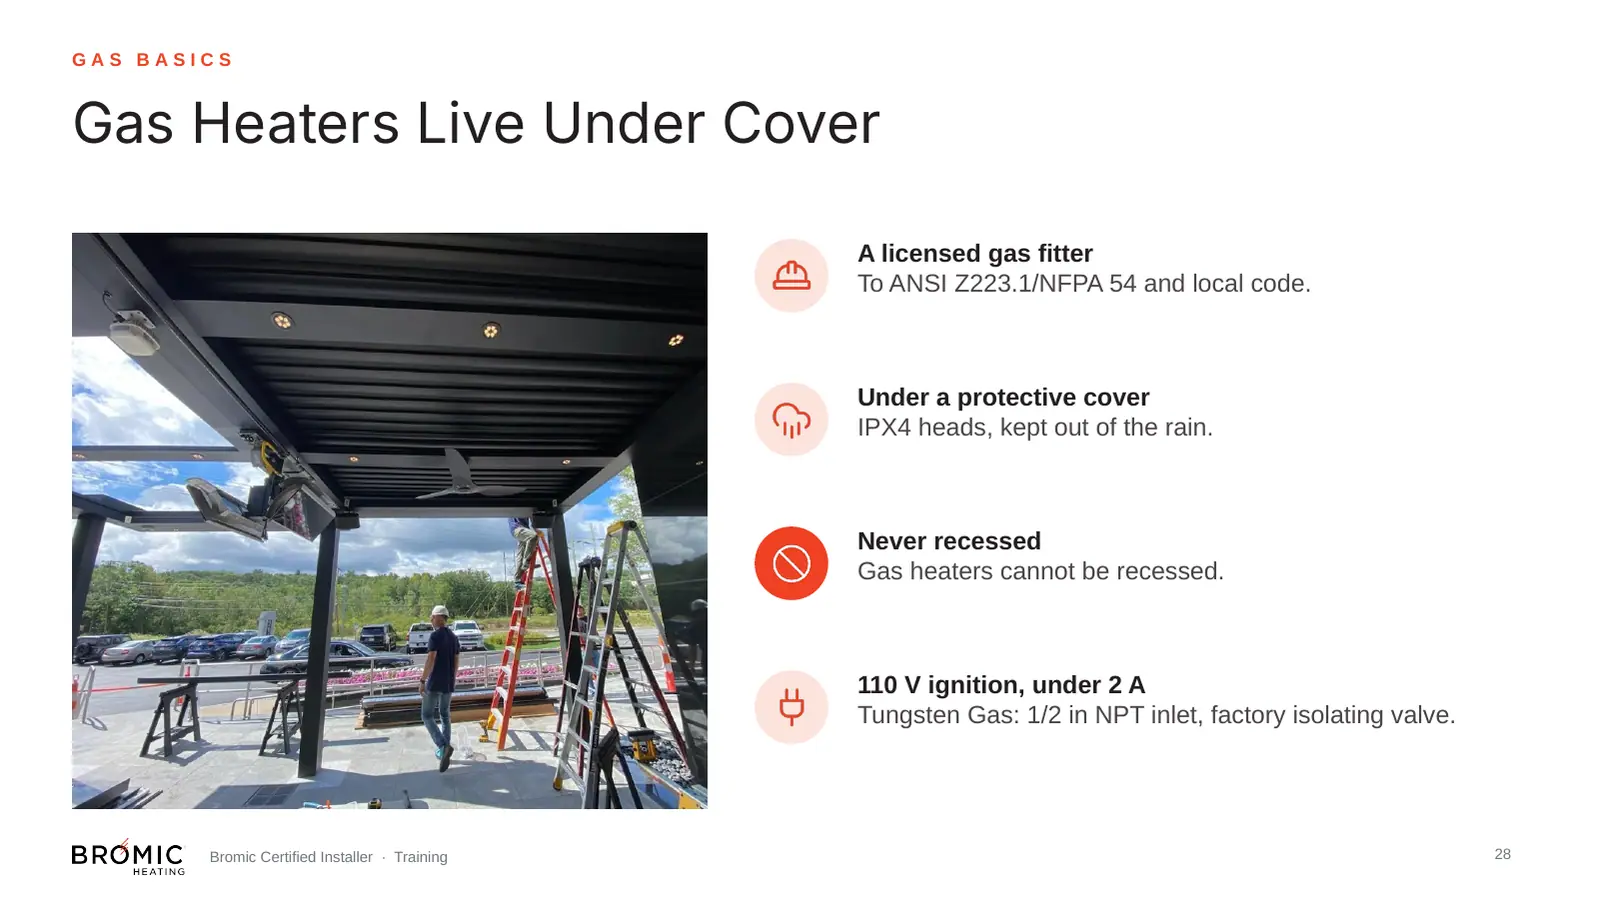 GAS BASICS
Gas Heaters Live Under Cover
A licensed gas fitter
To ANSI Z223.1/NFPA 54 and local code.
Under a protective cover
IPX4 heads, kept out of the rain.
Never recessed
Gas heaters cannot be recessed.
110 V ignition, under 2 A
Tungsten Gas: 1/2 in NPT inlet, factory isolating valve.
BROMIC
HEATING
Bromic Certified Installer · Training
28